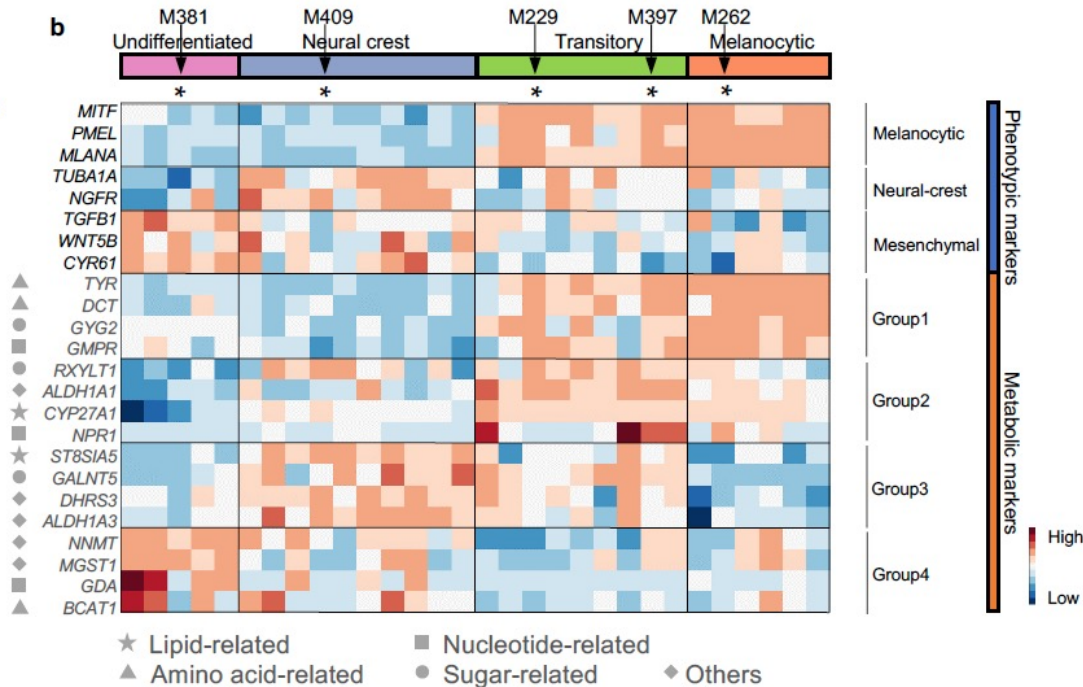 b
M381 M409 M229 M397 M262
Undifferentiated Neural crest Transitory Melanocytic
* * * * *
MITF
PMEL
MLANA
Melanocytic
TUBA1A
NGFR
Neural-crest
TGFB1
WNT5B
CYR61
Mesenchymal
Phenotypic markers
TYR
DCT
GYG2
GMPR
Group1
RXYLT1
ALDH1A1
CYP27A1
NPR1
Group2
ST8SIA5
GALNT5
DHRS3
ALDH1A3
Group3
NNMT
MGST1
GDA
BCAT1
Group4
Metabolic markers
High
Low
Lipid-related Nucleotide-related
Amino acid-related Sugar-related Others